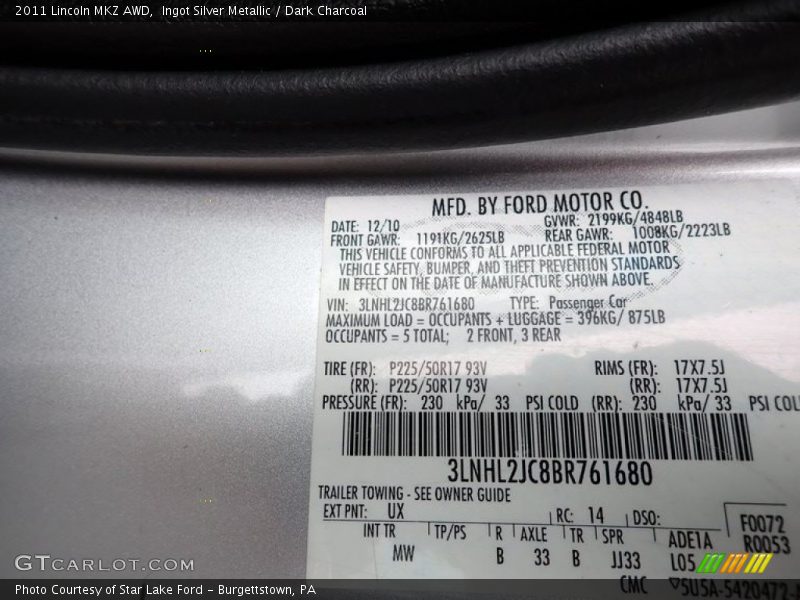 2011 Lincoln MKZ AWD,  Ingot Silver Metallic / Dark Charcoal
MFD. BY FORD MOTOR CO.
DATE: 12/10 GVWR: 2199KG/4848LB
FRONT GAWR: 1191KG/2625LB REAR GAWR: 1008KG/2223LB
THIS VEHICLE CONFORMS TO ALL APPLICABLE FEDERAL MOTOR
VEHICLE SAFETY, BUMPER, AND THEFT PREVENTION STANDARDS
IN EFFECT ON THE DATE OF MANUFACTURE SHOWN ABOVE.
VIN: 3LNHL2JC8BR761680 TYPE: Passenger Car
MAXIMUM LOAD = OCCUPANTS + LUGGAGE = 396KG/ 875LB
OCCUPANTS = 5 TOTAL; 2 FRONT, 3 REAR
TIRE (FR): P225/50R17 93V RIMS (FR): 17X7.5J
(RR): P225/50R17 93V (RR): 17X7.5J
PRESSURE (FR): 230 kPa/ 33 PSI COLD (RR): 230 kPa/ 33 PSI COL
3LNHL2JC8BR761680
TRAILER TOWING - SEE OWNER GUIDE
EXT PNT: UX RC: 14 DSO: F0072
INT TR TP/PS R AXLE TR SPR ADE1A R0053
MW B 33 B JJ33 L05
CMC 5USA-5420472-
GTCARLOT.COM
Photo Courtesy of Star Lake Ford - Burgettstown, PA